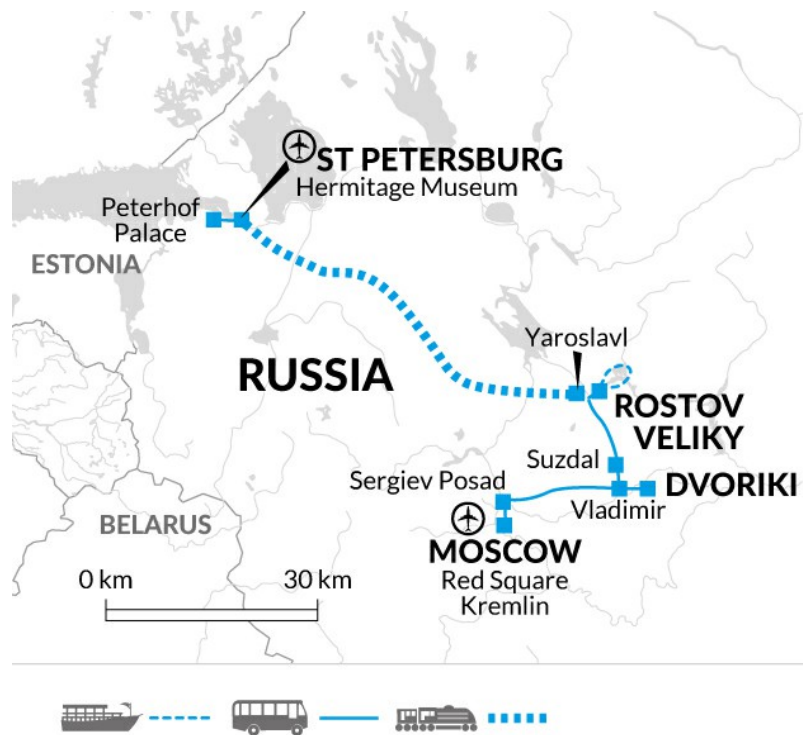 ST PETERSBURG
Hermitage Museum
Peterhof
Palace
ESTONIA
Yaroslavl
RUSSIA
ROSTOV
VELIKY
Suzdal
Sergiev Posad
DVORIKI
Vladimir
BELARUS
MOSCOW
Red Square
Kremlin
0 km 30 km